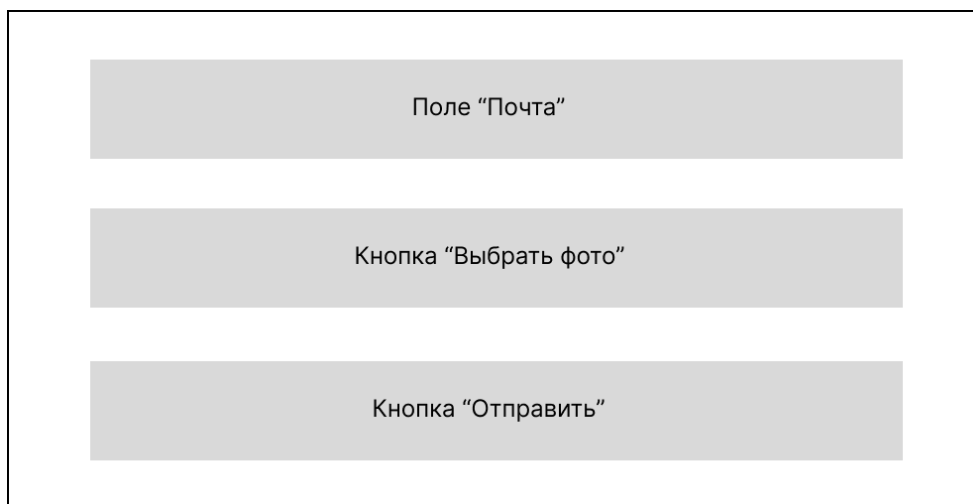 Поле “Почта”
Кнопка “Выбрать фото”
Кнопка “Отправить”